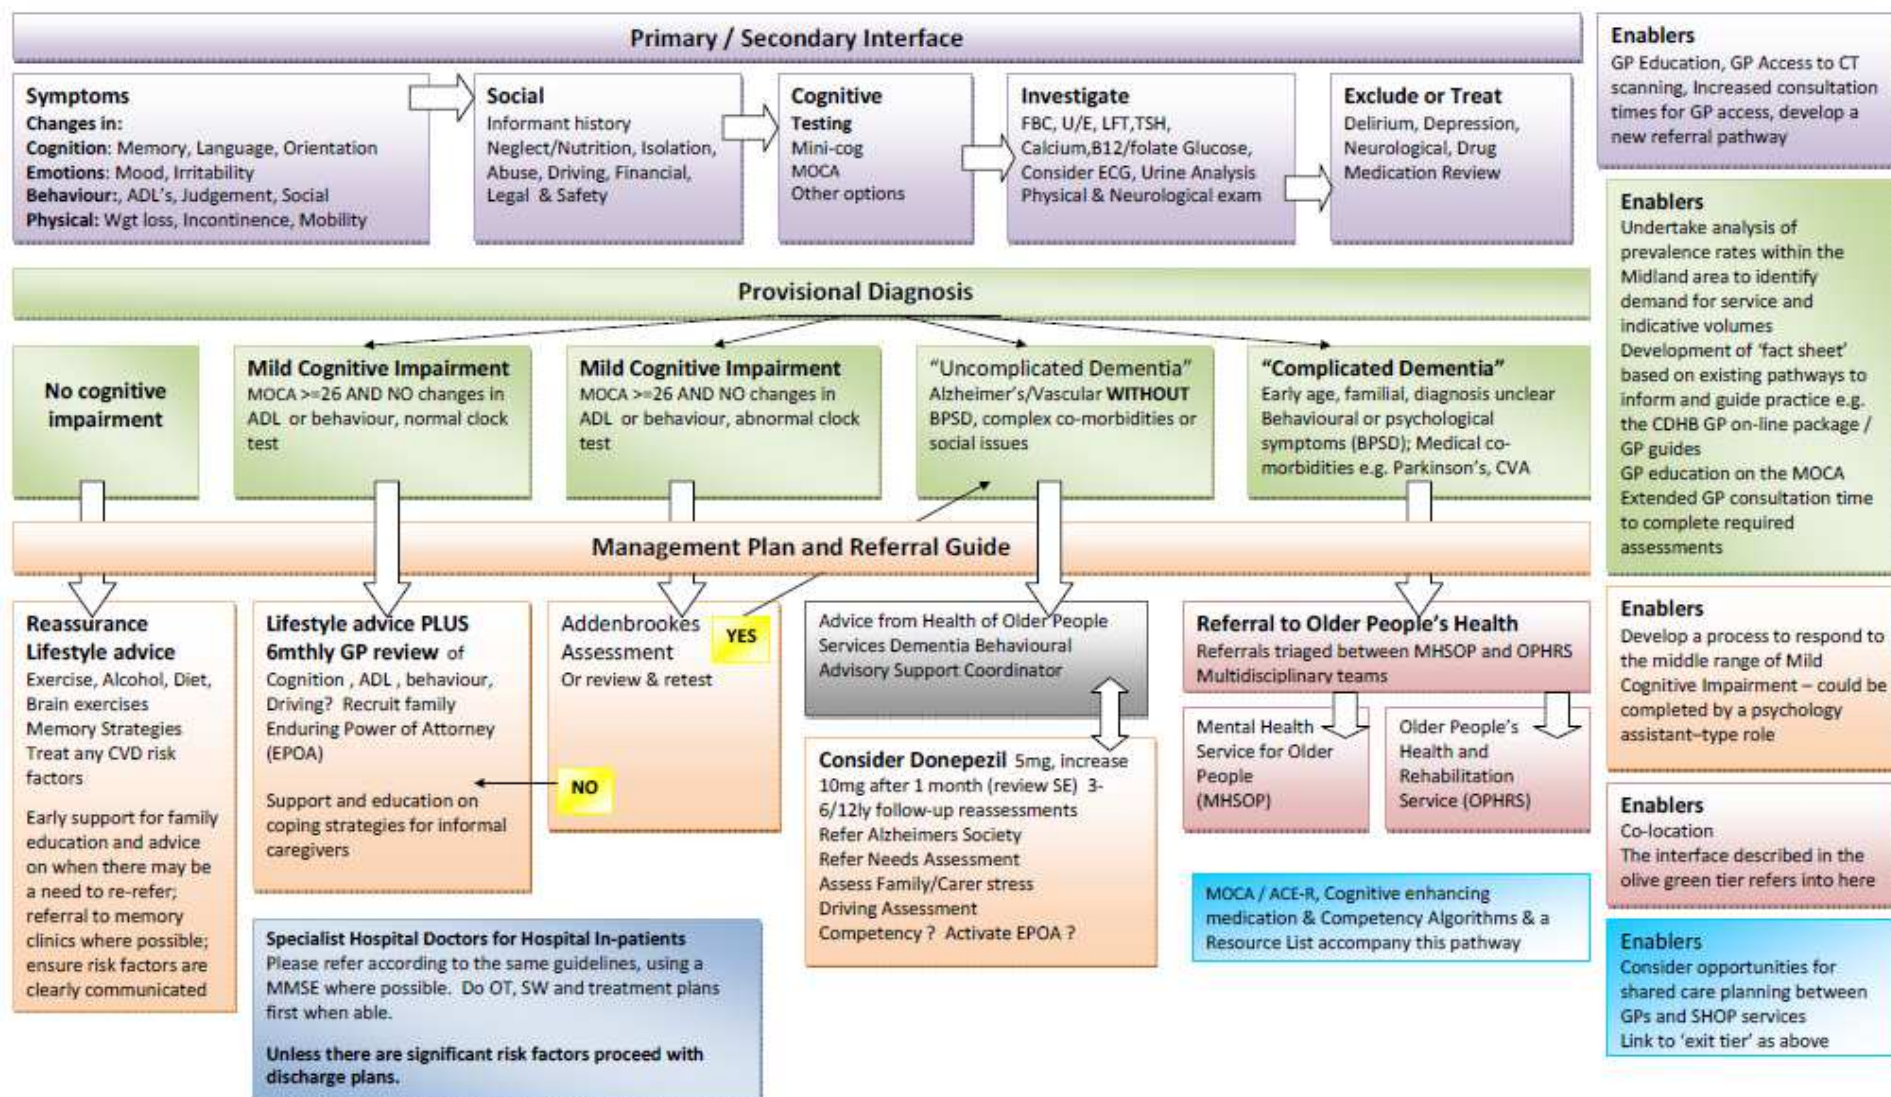 Primary / Secondary Interface
Symptoms
Changes in:
Cognition: Memory, Language, Orientation
Emotions: Mood, Irritability
Behaviour:, ADL's, Judgement, Social
Physical: Wgt loss, Incontinence, Mobility
Social
Informant history
Neglect/Nutrition, Isolation,
Abuse, Driving, Financial,
Legal & Safety
Cognitive
Testing
Mini-cog
MOCA
Other options
Investigate
FBC, U/E, LFT,TSH,
Calcium,B12/folate Glucose,
Consider ECG, Urine Analysis
Physical & Neurological exam
Exclude or Treat
Delirium, Depression,
Neurological, Drug
Medication Review
Enablers
GP Education, GP Access to CT
scanning, Increased consultation
times for GP access, develop a
new referral pathway
Provisional Diagnosis
No cognitive
impairment
Mild Cognitive Impairment
MOCA >=26 AND NO changes in
ADL or behaviour, normal clock
test
Mild Cognitive Impairment
MOCA >=26 AND NO changes in
ADL or behaviour, abnormal clock
test
"Uncomplicated Dementia"
Alzheimer's/Vascular WITHOUT
BPSD, complex co-morbidities or
social issues
"Complicated Dementia"
Early age, familial, diagnosis unclear
Behavioural or psychological
symptoms (BPSD); Medical co-
morbidities e.g. Parkinson's, CVA
Enablers
Undertake analysis of
prevalence rates within the
Midland area to identify
demand for service and
indicative volumes
Development of 'fact sheet'
based on existing pathways to
inform and guide practice e.g.
the CDHB GP on-line package /
GP guides
GP education on the MOCA
Extended GP consultation time
to complete required
assessments
Management Plan and Referral Guide
Reassurance
Lifestyle advice
Exercise, Alcohol, Diet,
Brain exercises
Memory Strategies
Treat any CVD risk
factors
Early support for family
education and advice
on when there may be
a need to re-refer;
referral to memory
clinics where possible;
ensure risk factors are
clearly communicated
Lifestyle advice PLUS
6mthly GP review of
Cognition , ADL , behaviour,
Driving? Recruit family
Enduring Power of Attorney
(EPOA)
Support and education on
coping strategies for informal
caregivers
Addenbrookes
Assessment
Or review & retest
YES
NO
Advice from Health of Older People
Services Dementia Behavioural
Advisory Support Coordinator
Consider Donepezil 5mg, increase
10mg after 1 month (review SE) 3-
6/12ly follow-up reassessments
Refer Alzheimers Society
Refer Needs Assessment
Assess Family/Carer stress
Driving Assessment
Competency ? Activate EPOA ?
Referral to Older People's Health
Referrals triaged between MHSOP and OPHRS
Multidisciplinary teams
Mental Health
Service for Older
People
(MHSOP)
Older People's
Health and
Rehabilitation
Service (OPHRS)
MOCA / ACE-R, Cognitive enhancing
medication & Competency Algorithms & a
Resource List accompany this pathway
Specialist Hospital Doctors for Hospital In-patients
Please refer according to the same guidelines, using a
MMSE where possible. Do OT, SW and treatment plans
first when able.
Unless there are significant risk factors proceed with
discharge plans.
Enablers
Develop a process to respond to
the middle range of Mild
Cognitive Impairment – could be
completed by a psychology
assistant–type role
Enablers
Co-location
The interface described in the
olive green tier refers into here
Enablers
Consider opportunities for
shared care planning between
GPs and SHOP services
Link to 'exit tier' as above